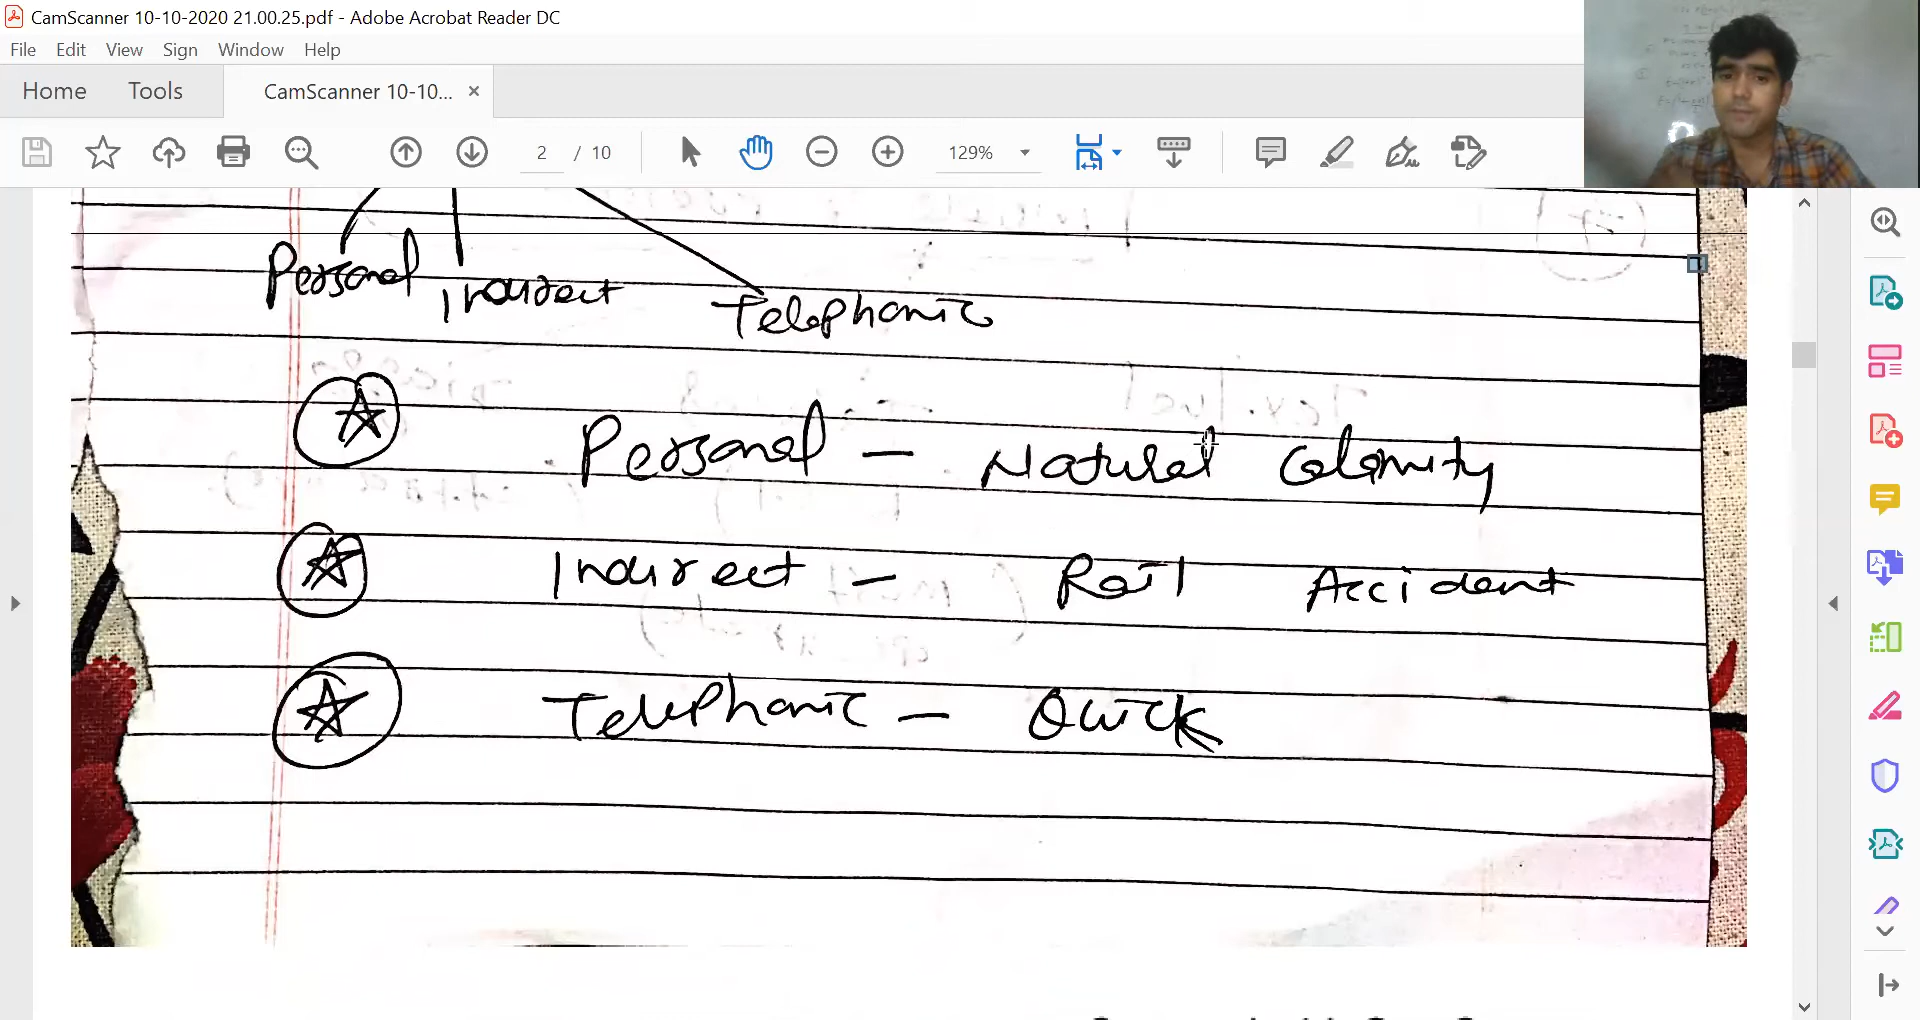 CamScanner 10-10-2020 21.00.25.pdf - Adobe Acrobat Reader DC
File Edit View Sign Window Help
Home Tools CamScanner 10-10... ×
2 / 10 129%
Personal Indirect Telephonic
Personal - Natural Calamity
Indirect - Rail Accident
Telephonic - Quick